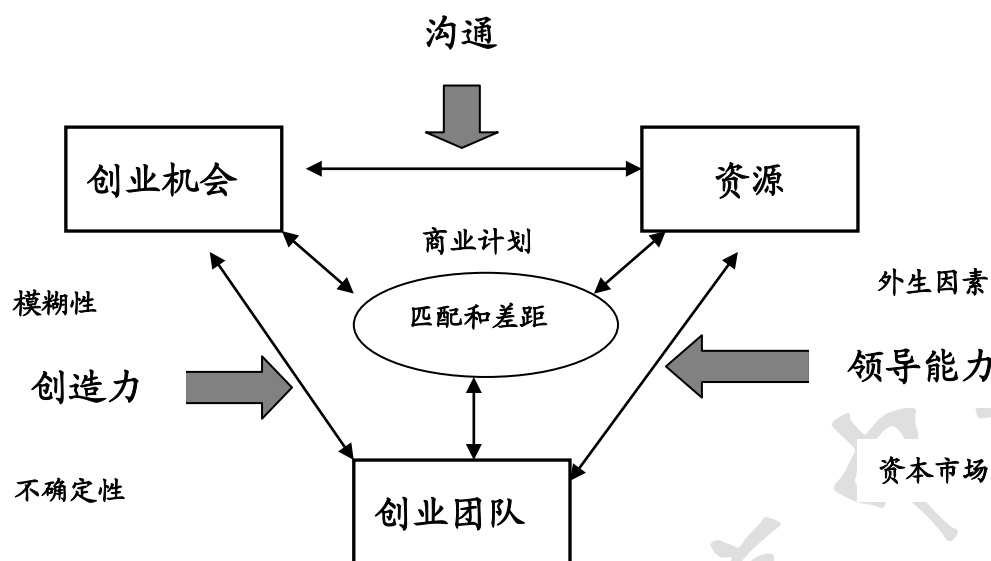 沟通
创业机会
资源
商业计划
模糊性
外生因素
匹配和差距
创造力
领导能力
不确定性
资本市场
创业团队